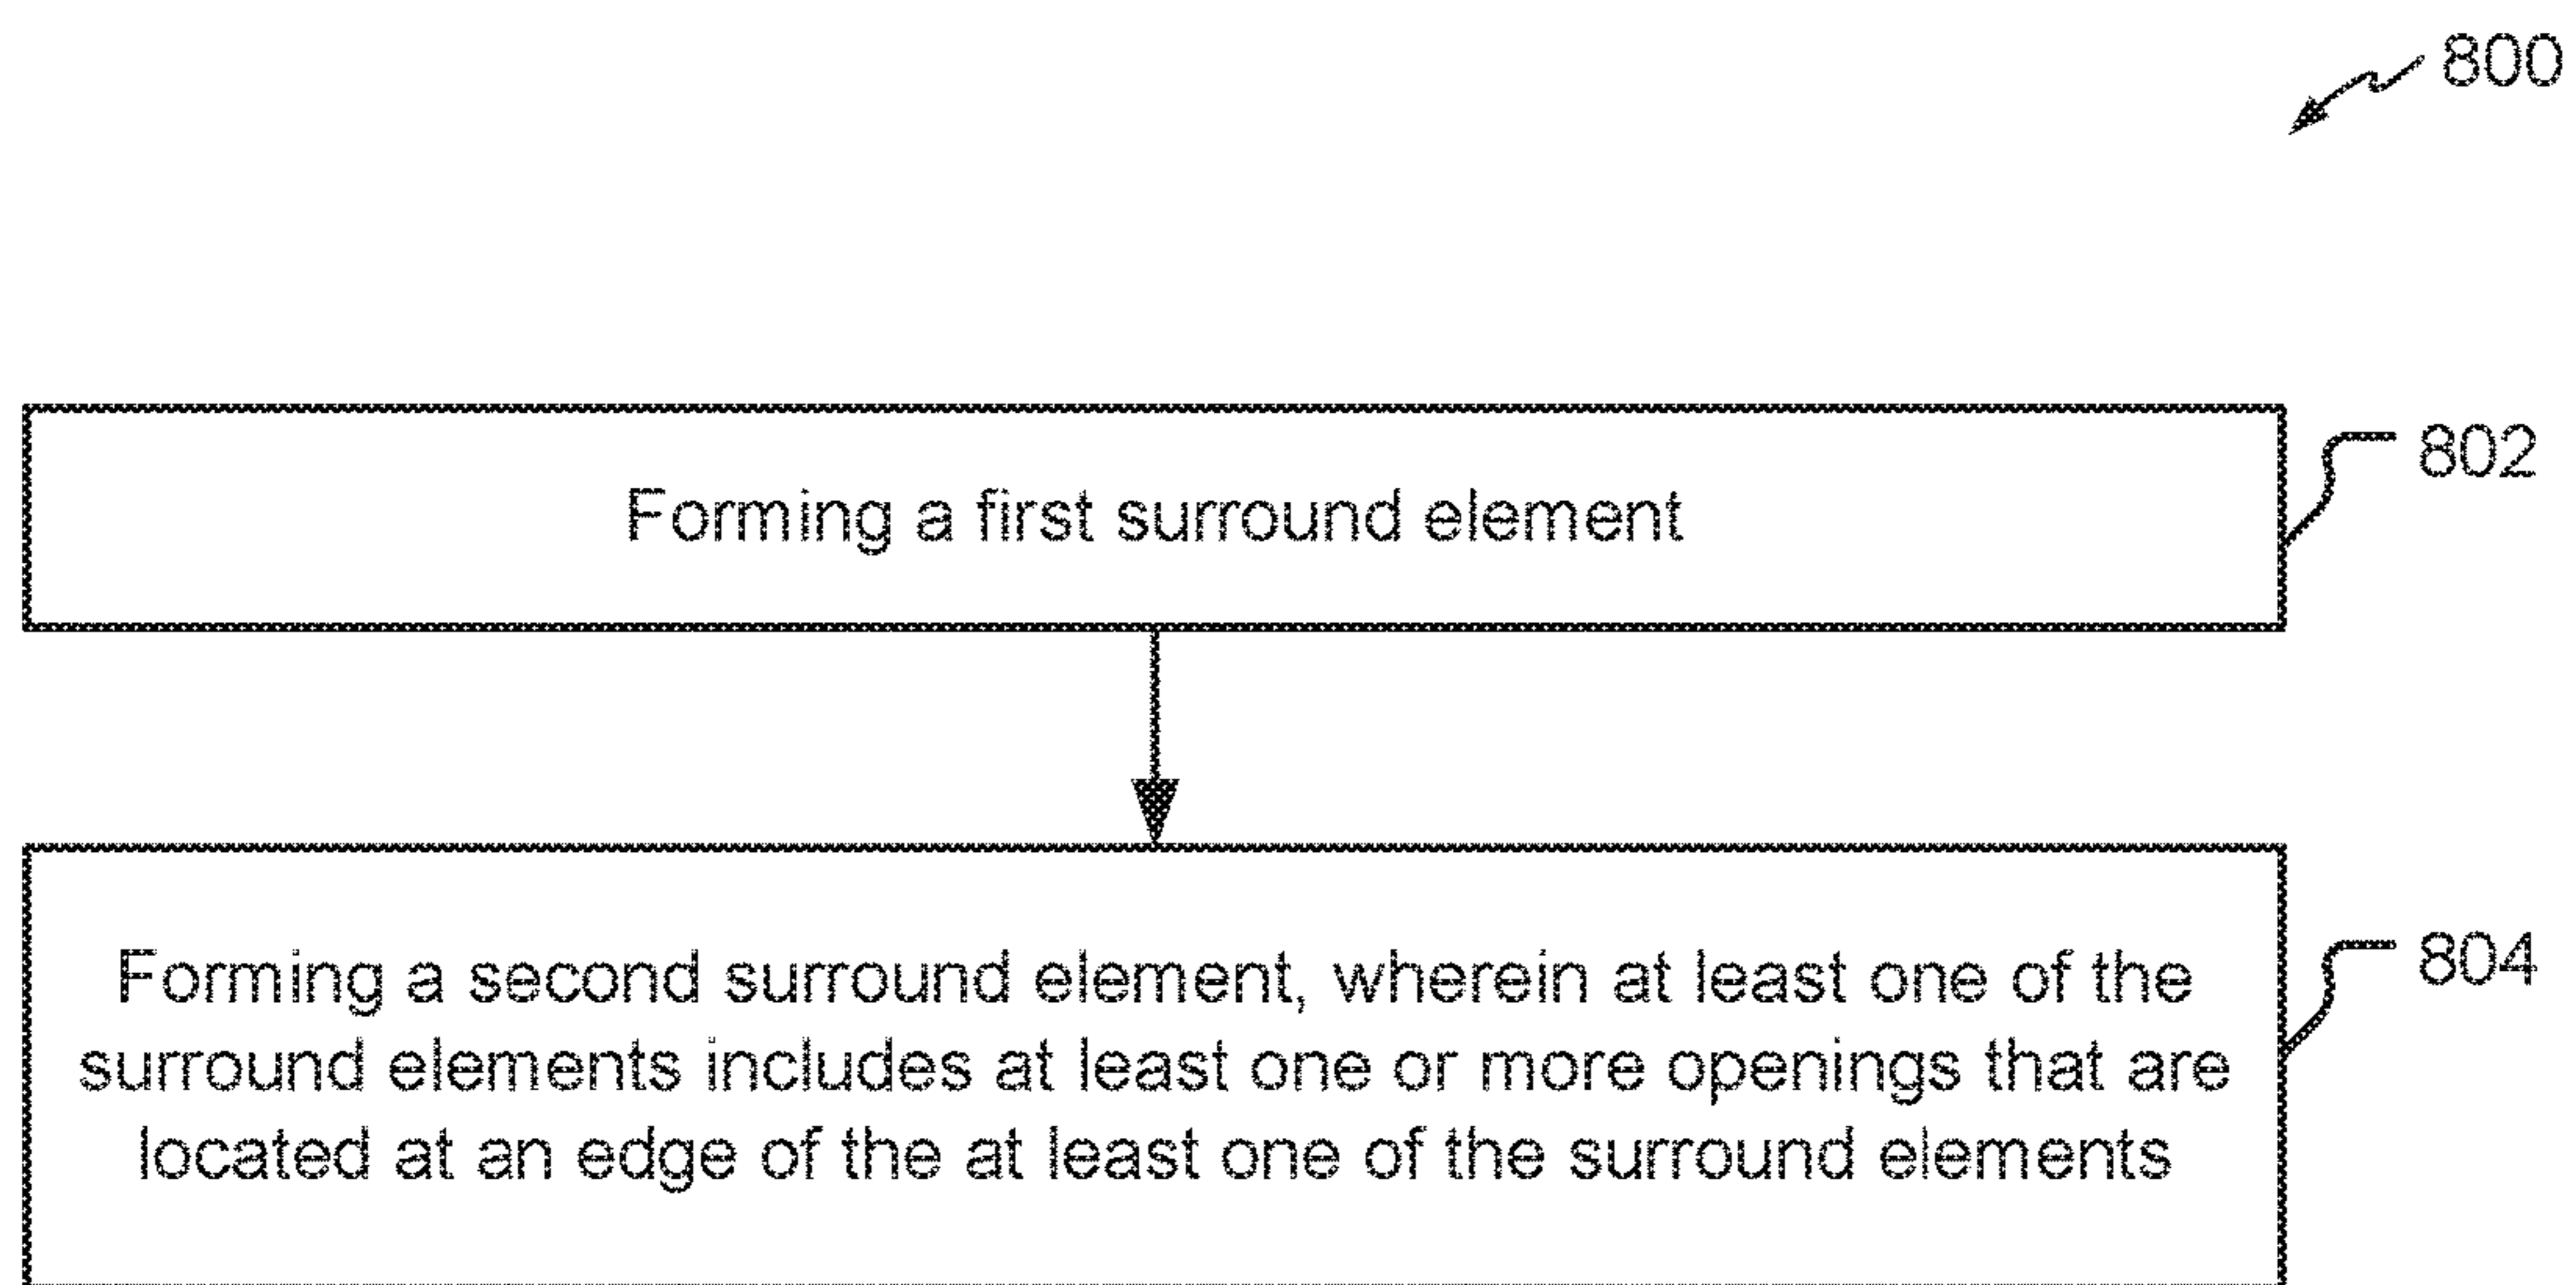 800
Forming a first surround element
802
Forming a second surround element, wherein at least one of the
surround elements includes at least one or more openings that are
located at an edge of the at least one of the surround elements
804